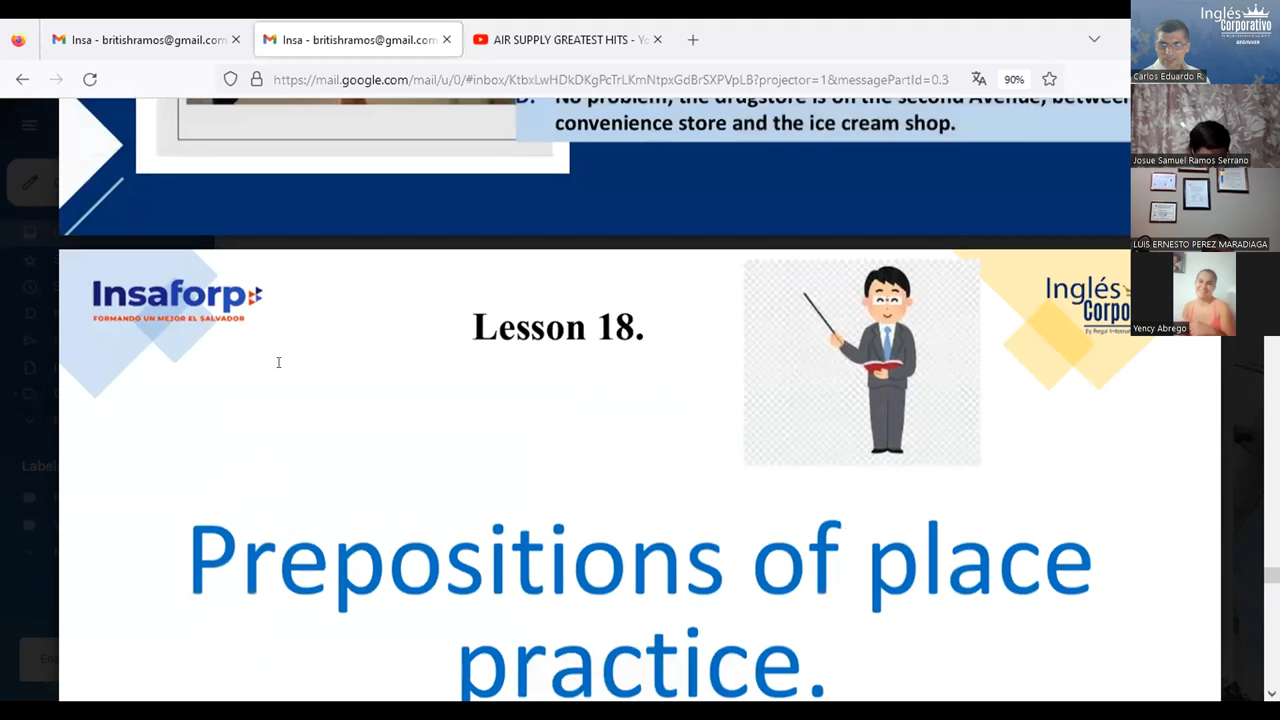 Insa - britishramos@gmail.com
Insa - britishramos@gmail.com
AIR SUPPLY GREATEST HITS - Yo
https://mail.google.com/mail/u/0/#inbox/KtbxLwHDkDKgPcTrLKmNtpxGdBrSXPVpLB?projector=1&messagePartId=0.3
90%
No problem, the drugstore is on the second Avenue, between
convenience store and the ice cream shop.
Insaforp
FORMANDO UN MEJOR EL SALVADOR
Lesson 18.
Inglés
Corpo
Prepositions of place
practice.
Labels
Inglés
Corporativo
BEGINNER
Carlos Eduardo R.
Josue Samuel Ramos Serrano
LUIS ERNESTO PEREZ MARADIAGA
Yency Abrego